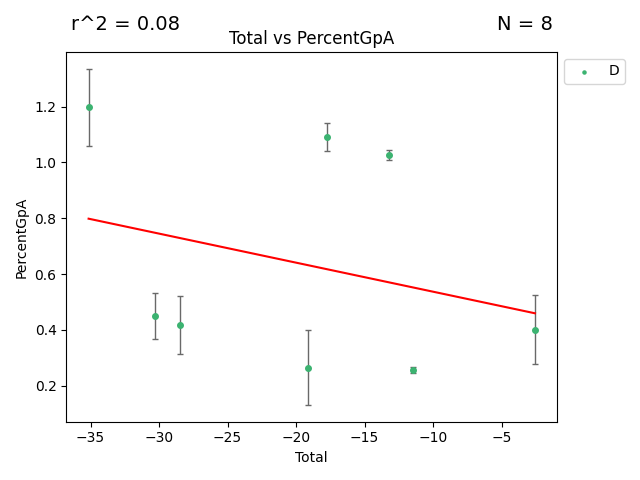 r^2 = 0.08
N = 8
Total vs PercentGpA
D
1.2
1.0
0.8
0.6
0.4
0.2
PercentGpA
−35
−30
−25
−20
−15
−10
−5
Total